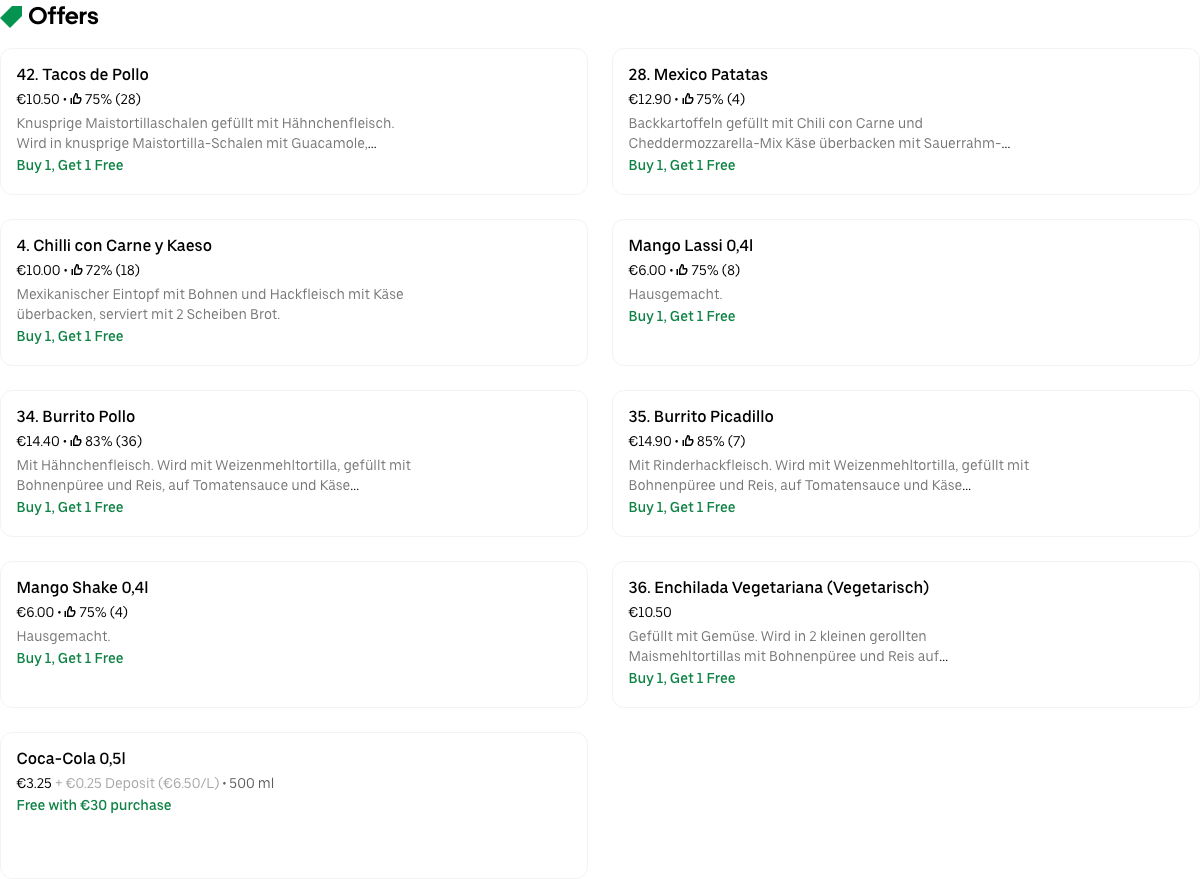 Offers
42. Tacos de Pollo
€10.50 • 75% (28)
Knusprige Maistortillaschalen gefüllt mit Hähnchenfleisch.
Wird in knusprige Maistortilla-Schalen mit Guacamole,...
Buy 1, Get 1 Free
28. Mexico Patatas
€12.90 • 75% (4)
Backkartoffeln gefüllt mit Chili con Carne und
Cheddermozzarella-Mix Käse überbacken mit Sauerrahm-...
Buy 1, Get 1 Free
4. Chilli con Carne y Kaeso
€10.00 • 72% (18)
Mexikanischer Eintopf mit Bohnen und Hackfleisch mit Käse
überbacken, serviert mit 2 Scheiben Brot.
Buy 1, Get 1 Free
Mango Lassi 0,4l
€6.00 • 75% (8)
Hausgemacht.
Buy 1, Get 1 Free
34. Burrito Pollo
€14.40 • 83% (36)
Mit Hähnchenfleisch. Wird mit Weizenmehltortilla, gefüllt mit
Bohnenpüree und Reis, auf Tomatensauce und Käse...
Buy 1, Get 1 Free
35. Burrito Picadillo
€14.90 • 85% (7)
Mit Rinderhackfleisch. Wird mit Weizenmehltortilla, gefüllt mit
Bohnenpüree und Reis, auf Tomatensauce und Käse...
Buy 1, Get 1 Free
Mango Shake 0,4l
€6.00 • 75% (4)
Hausgemacht.
Buy 1, Get 1 Free
36. Enchilada Vegetariana (Vegetarisch)
€10.50
Gefüllt mit Gemüse. Wird in 2 kleinen gerollten
Maismehltortillas mit Bohnenpüree und Reis auf...
Buy 1, Get 1 Free
Coca-Cola 0,5l
€3.25 + €0.25 Deposit (€6.50/L) • 500 ml
Free with €30 purchase